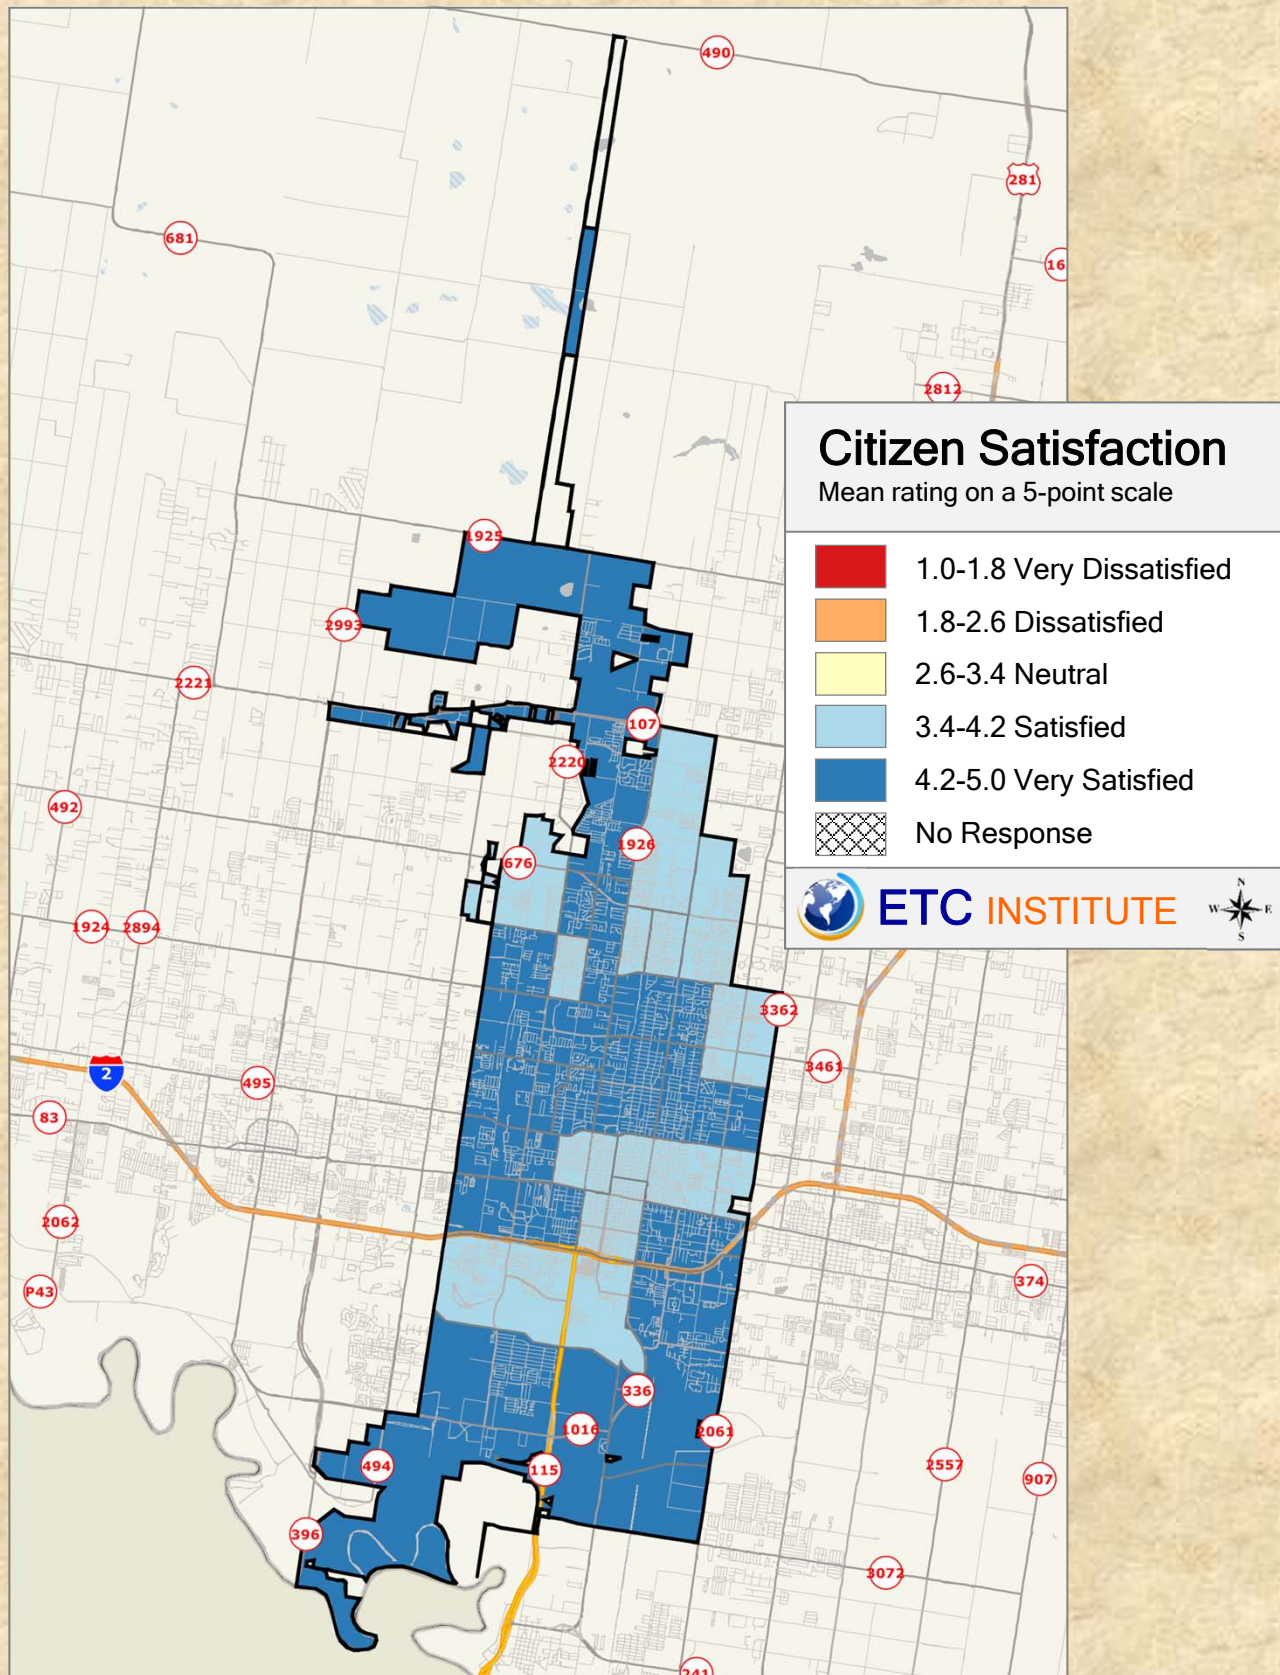 490
281
681
16
2812
Citizen Satisfaction
Mean rating on a 5-point scale
1.0-1.8 Very Dissatisfied
1.8-2.6 Dissatisfied
2.6-3.4 Neutral
3.4-4.2 Satisfied
4.2-5.0 Very Satisfied
No Response
ETC INSTITUTE
N
W E
S
1925
2993
2221
107
2220
492
1926
676
1924
2894
3362
3461
2
495
83
2062
P43
374
336
1016
2061
494
115
2557
907
396
3072
241